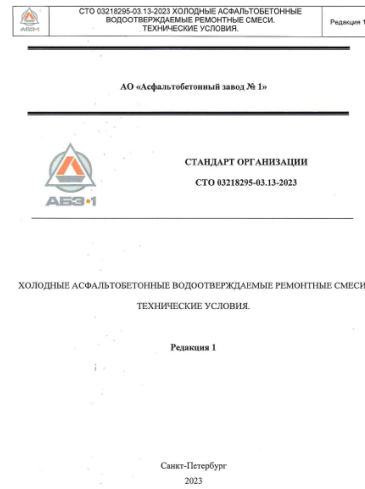 СТО 03218295-03.13-2023 ХОЛОДНЫЕ АСФАЛЬТОБЕТОННЫЕ
ВОДООТВЕРЖДАЕМЫЕ РЕМОНТНЫЕ СМЕСИ.
ТЕХНИЧЕСКИЕ УСЛОВИЯ.
Редакция 1
АБЗ-1
АО «Асфальтобетонный завод № 1»
АБЗ•1
СТАНДАРТ ОРГАНИЗАЦИИ
СТО 03218295-03.13-2023
ХОЛОДНЫЕ АСФАЛЬТОБЕТОННЫЕ ВОДООТВЕРЖДАЕМЫЕ РЕМОНТНЫЕ СМЕСИ
ТЕХНИЧЕСКИЕ УСЛОВИЯ.
Редакция 1
Санкт-Петербург
2023